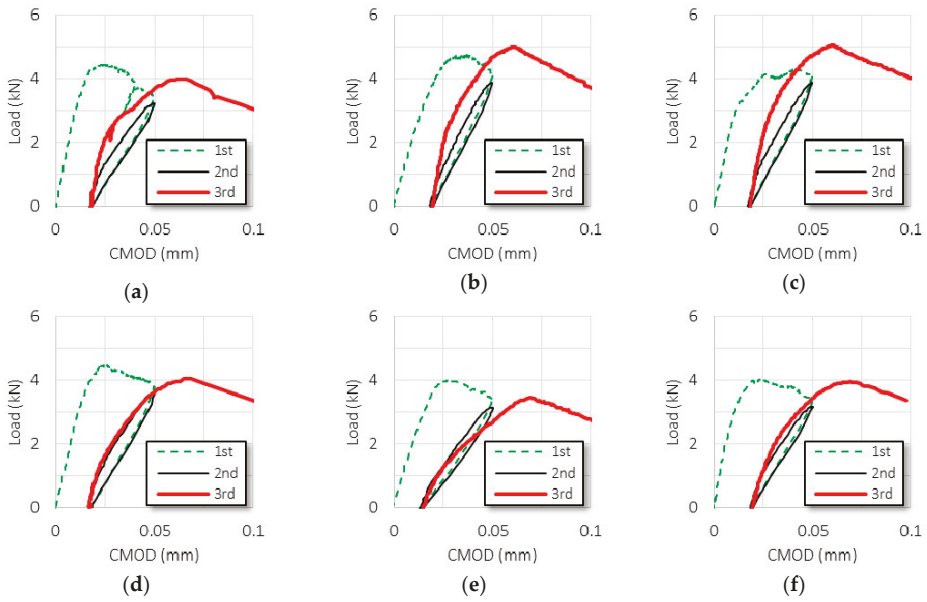 6
4
2
0
Load (kN)
1st
2nd
3rd
0
0.05
0.1
CMOD (mm)
(a)
6
4
2
0
Load (kN)
1st
2nd
3rd
0
0.05
0.1
CMOD (mm)
(b)
6
4
2
0
Load (kN)
1st
2nd
3rd
0
0.05
0.1
CMOD (mm)
(c)
6
4
2
0
Load (kN)
1st
2nd
3rd
0
0.05
0.1
CMOD (mm)
(d)
6
4
2
0
Load (kN)
1st
2nd
3rd
0
0.05
0.1
CMOD (mm)
(e)
6
4
2
0
Load (kN)
1st
2nd
3rd
0
0.05
0.1
CMOD (mm)
(f)